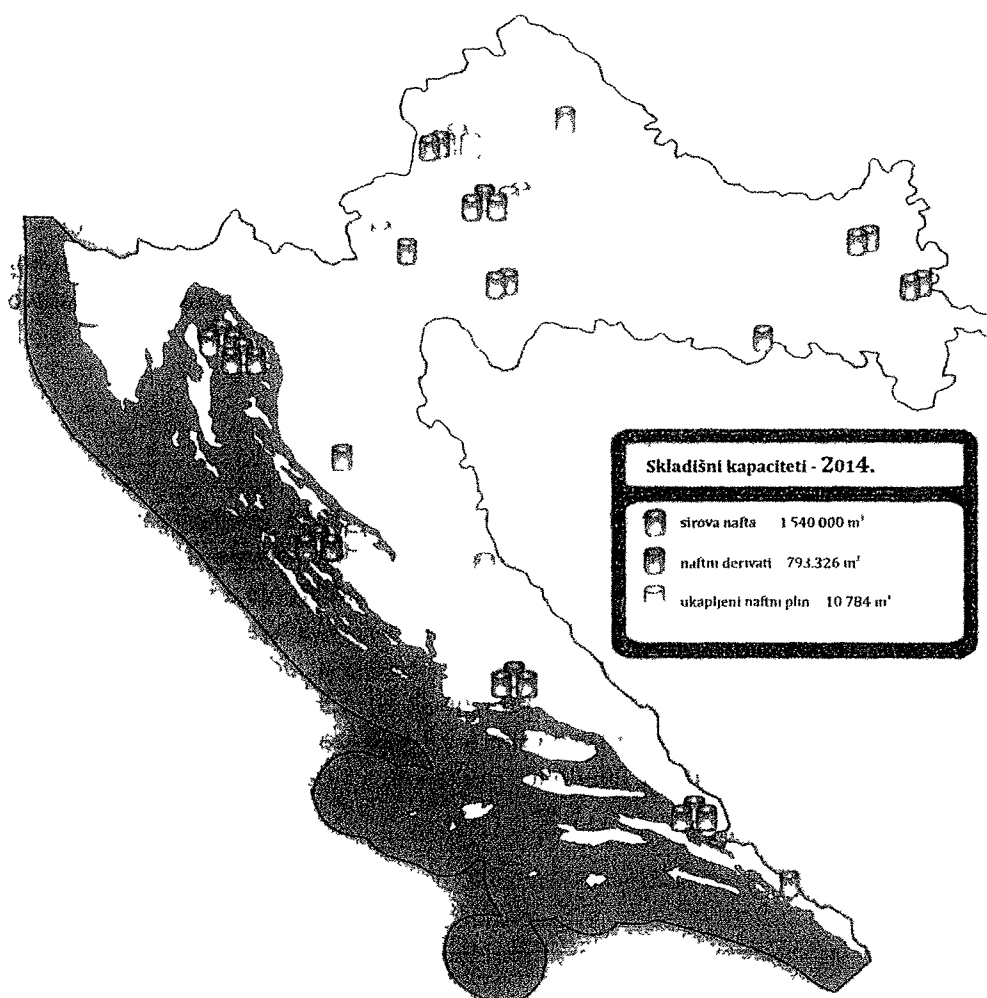 Skladišni kapaciteti - 2014.
sirova nafta 1 540 000 m³
naftni derivati 793.326 m³
ukapljeni naftni plin 10 784 m³